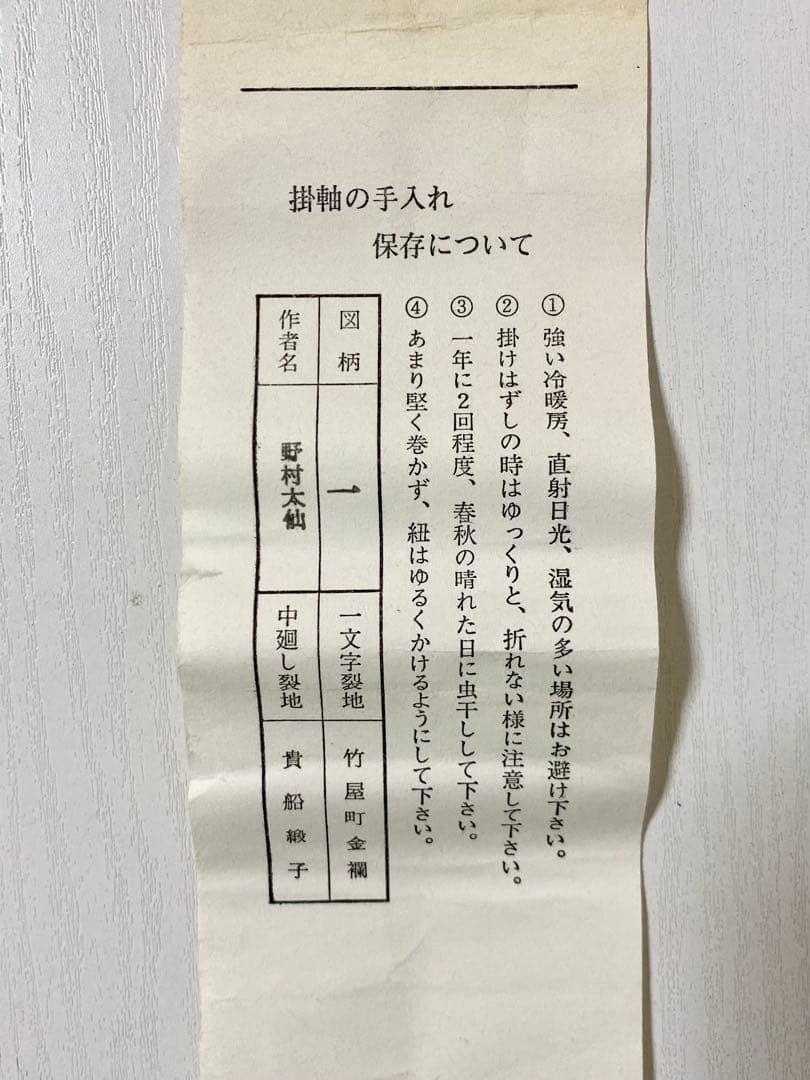 掛軸の手入れ
保存について
① 強い冷暖房、直射日光、湿気の多い場所はお避け下さい。
② 掛けはずしの時はゆっくりと、折れない様に注意して下さい。
③ 一年に2回程度、春秋の晴れた日に虫干しして下さい。
④ あまり堅く巻かず、紐はゆるくかけるようにして下さい。
図柄 一 一文字裂地 竹屋町金襴
作者名 野村太仙 中廻し裂地 貴船緞子